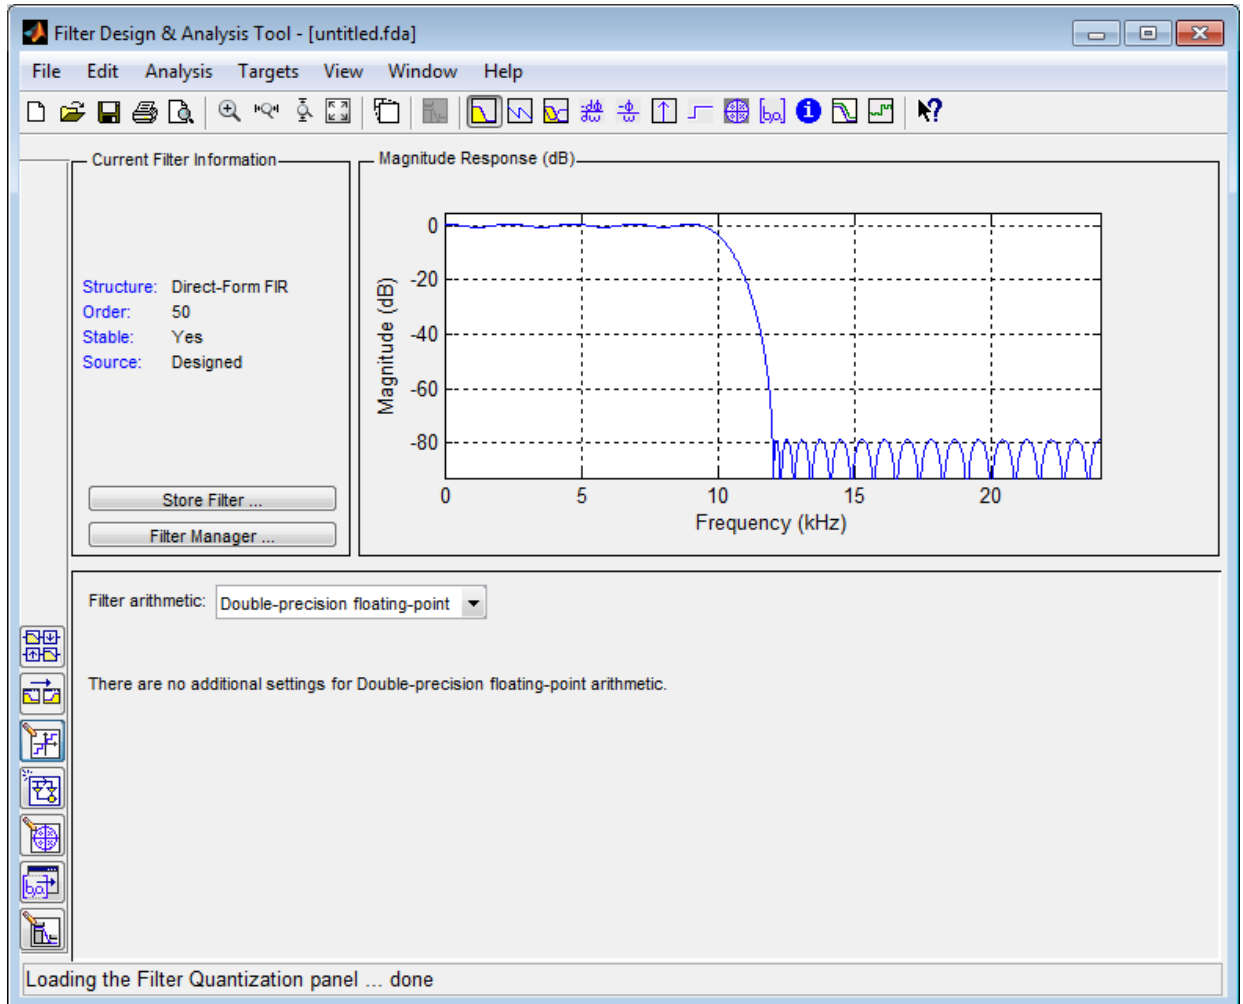 Filter Design & Analysis Tool - [untitled.fda]
File Edit Analysis Targets View Window Help
Current Filter Information
Structure: Direct-Form FIR
Order: 50
Stable: Yes
Source: Designed
Store Filter ...
Filter Manager ...
Magnitude Response (dB)
Magnitude (dB)
0
-20
-40
-60
-80
0 5 10 15 20
Frequency (kHz)
Filter arithmetic: Double-precision floating-point
There are no additional settings for Double-precision floating-point arithmetic.
Loading the Filter Quantization panel ... done